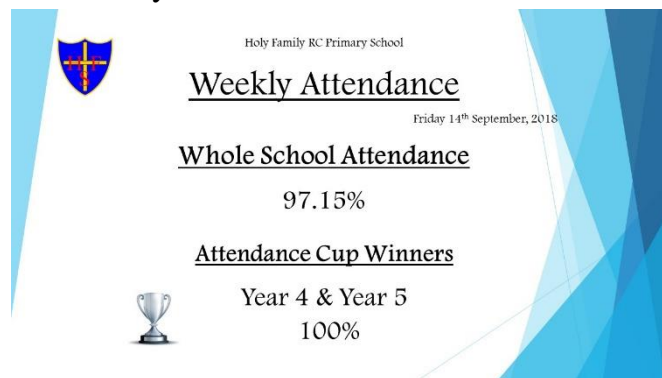 Holy Family RC Primary School
HFS
Weekly Attendance
Friday 14th September, 2018
Whole School Attendance
97.15%
Attendance Cup Winners
Year 4 & Year 5
100%